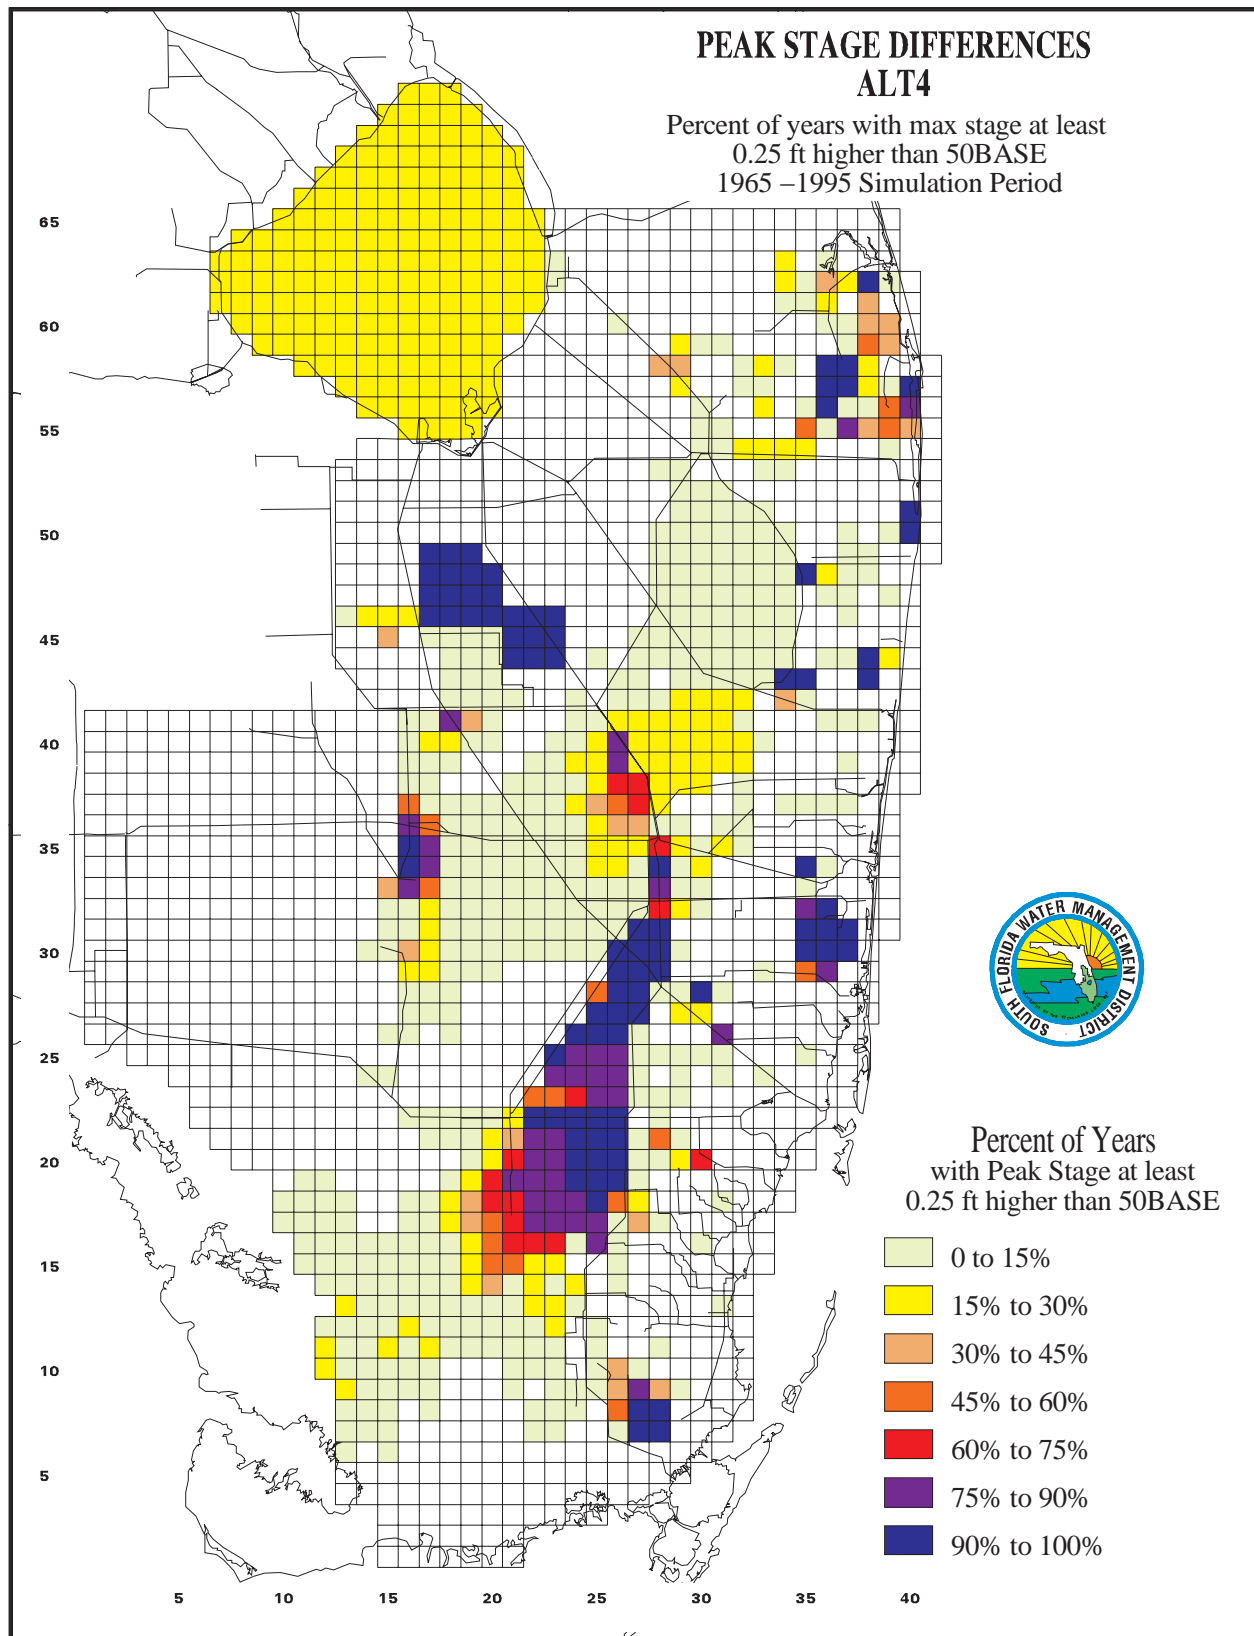 PEAK STAGE DIFFERENCES
ALT4
Percent of years with max stage at least
0.25 ft higher than 50BASE
1965 –1995 Simulation Period
65
60
55
50
45
40
35
30
25
20
15
10
5
5 10 15 20 25 30 35 40
SOUTH FLORIDA WATER MANAGEMENT DISTRICT
Percent of Years
with Peak Stage at least
0.25 ft higher than 50BASE
0 to 15%
15% to 30%
30% to 45%
45% to 60%
60% to 75%
75% to 90%
90% to 100%